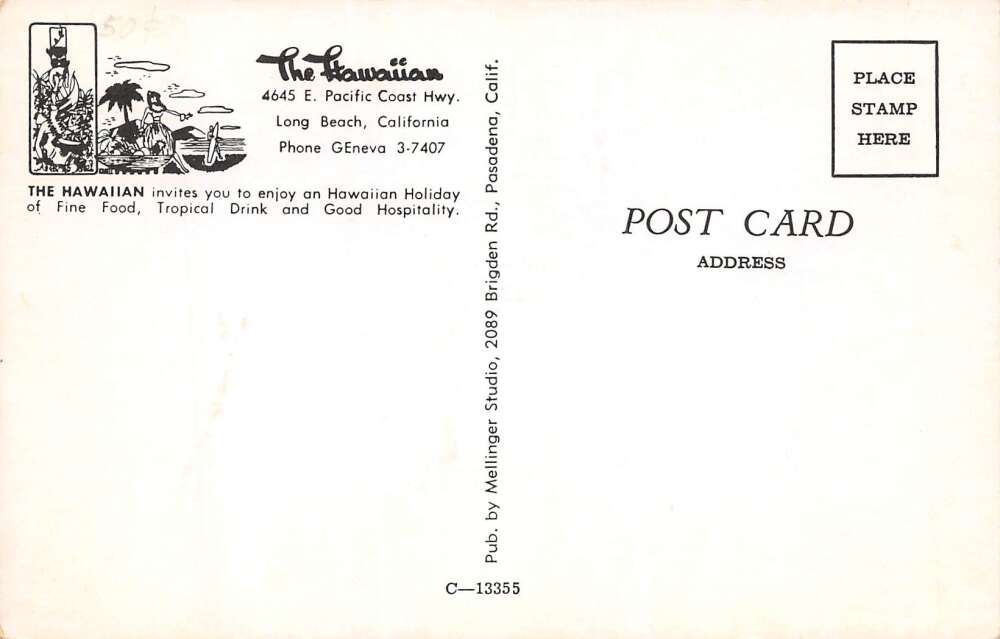 The Hawaiian
4645 E. Pacific Coast Hwy.
Long Beach, California
Phone GEneva 3-7407
THE HAWAIIAN invites you to enjoy an Hawaiian Holiday
of Fine Food, Tropical Drink and Good Hospitality.
Pub. by Mellinger Studio, 2089 Brigden Rd., Pasadena, Calif.
C—13355
PLACE
STAMP
HERE
POST CARD
ADDRESS